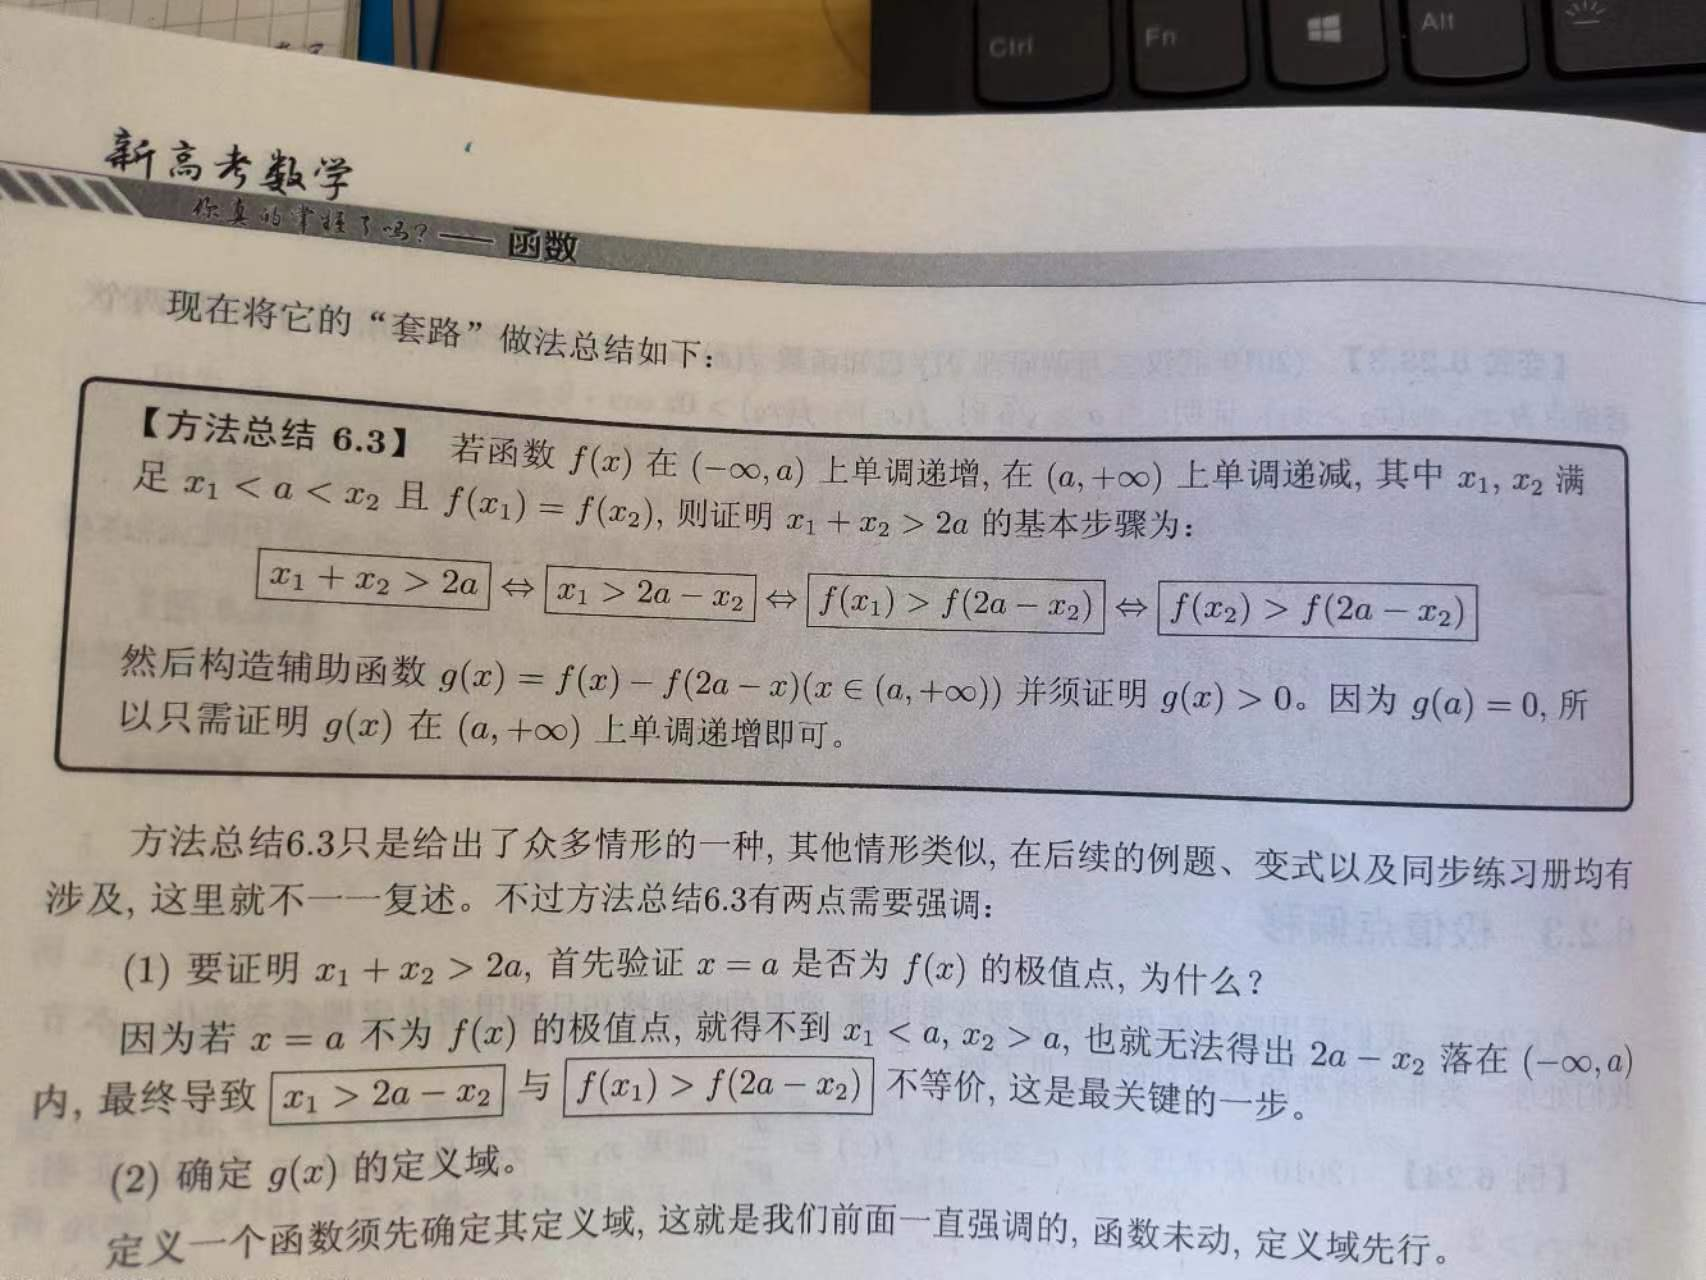 Ctrl Fn Alt
新高考数学
你真的掌握了吗? —— 函数
现在将它的“套路”做法总结如下:
【方法总结 6.3】 若函数 f(x) 在 (−∞, a) 上单调递增, 在 (a, +∞) 上单调递减, 其中 x₁, x₂ 满
足 x₁ < a < x₂ 且 f(x₁) = f(x₂), 则证明 x₁ + x₂ > 2a 的基本步骤为:
x₁ + x₂ > 2a ⇔ x₁ > 2a − x₂ ⇔ f(x₁) > f(2a − x₂) ⇔ f(x₂) > f(2a − x₂)
然后构造辅助函数 g(x) = f(x) − f(2a − x)(x ∈ (a, +∞)) 并须证明 g(x) > 0。因为 g(a) = 0, 所
以只需证明 g(x) 在 (a, +∞) 上单调递增即可。
方法总结6.3只是给出了众多情形的一种, 其他情形类似, 在后续的例题、变式以及同步练习册均有
涉及, 这里就不一一复述。不过方法总结6.3有两点需要强调:
(1) 要证明 x₁ + x₂ > 2a, 首先验证 x = a 是否为 f(x) 的极值点, 为什么?
因为若 x = a 不为 f(x) 的极值点, 就得不到 x₁ < a, x₂ > a, 也就无法得出 2a − x₂ 落在 (−∞, a)
内, 最终导致 x₁ > 2a − x₂ 与 f(x₁) > f(2a − x₂) 不等价, 这是最关键的一步。
(2) 确定 g(x) 的定义域。
定义一个函数须先确定其定义域, 这就是我们前面一直强调的, 函数未动, 定义域先行。